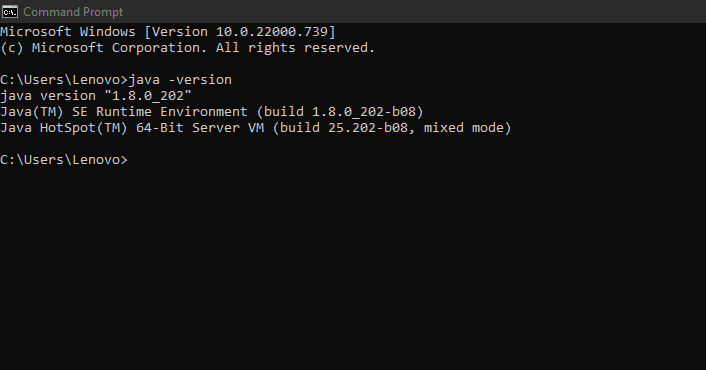 Command Prompt
Microsoft Windows [Version 10.0.22000.739]
(c) Microsoft Corporation. All rights reserved.
C:\Users\Lenovo>java -version
java version "1.8.0_202"
Java(TM) SE Runtime Environment (build 1.8.0_202-b08)
Java HotSpot(TM) 64-Bit Server VM (build 25.202-b08, mixed mode)
C:\Users\Lenovo>